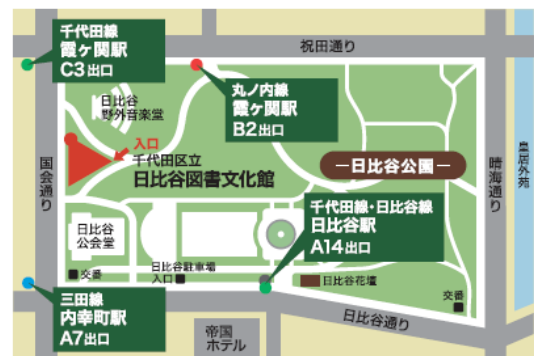 千代田線
霞ヶ関駅
C3出口
祝田通り
丸ノ内線
霞ヶ関駅
B2出口
日比谷
野外音楽堂
入口
千代田区立
日比谷図書文化館
ー日比谷公園ー
国会通り
晴海通り
皇居外苑
千代田線・日比谷線
日比谷駅
A14出口
日比谷
公会堂
交番
日比谷駐車場
入口
日比谷花壇
交番
三田線
内幸町駅
A7出口
日比谷通り
帝国
ホテル